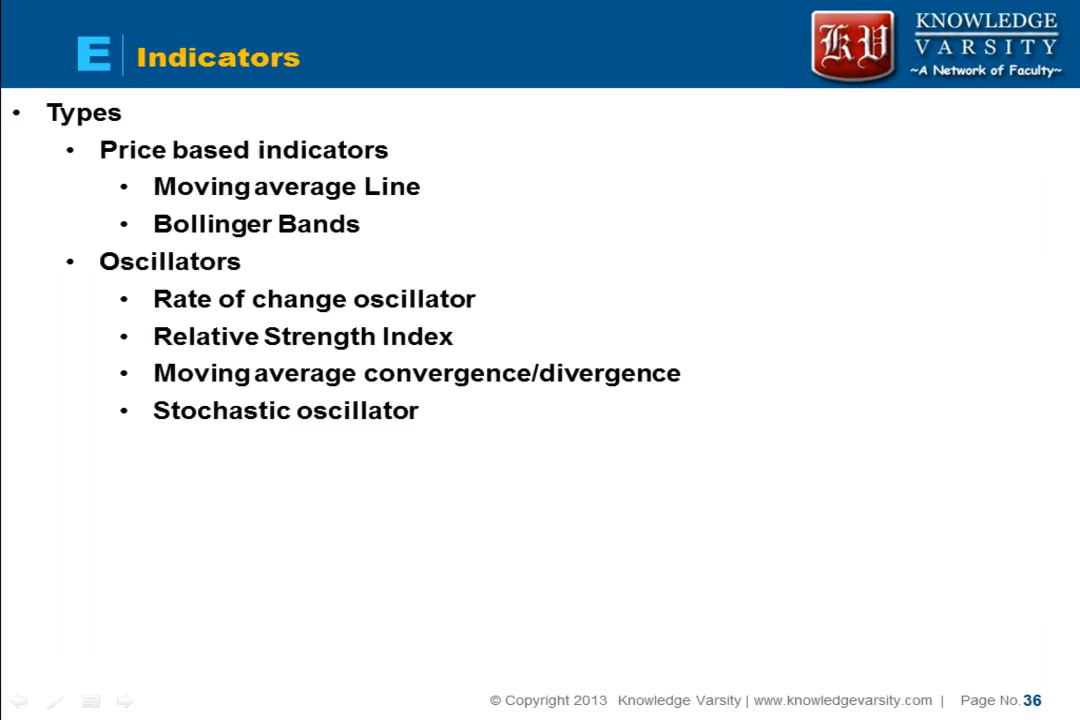 E Indicators
KV KNOWLEDGE
VARSITY
~A Network of Faculty~
• Types
• Price based indicators
• Moving average Line
• Bollinger Bands
• Oscillators
• Rate of change oscillator
• Relative Strength Index
• Moving average convergence/divergence
• Stochastic oscillator
© Copyright 2013 Knowledge Varsity | www.knowledgevarsity.com | Page No. 36